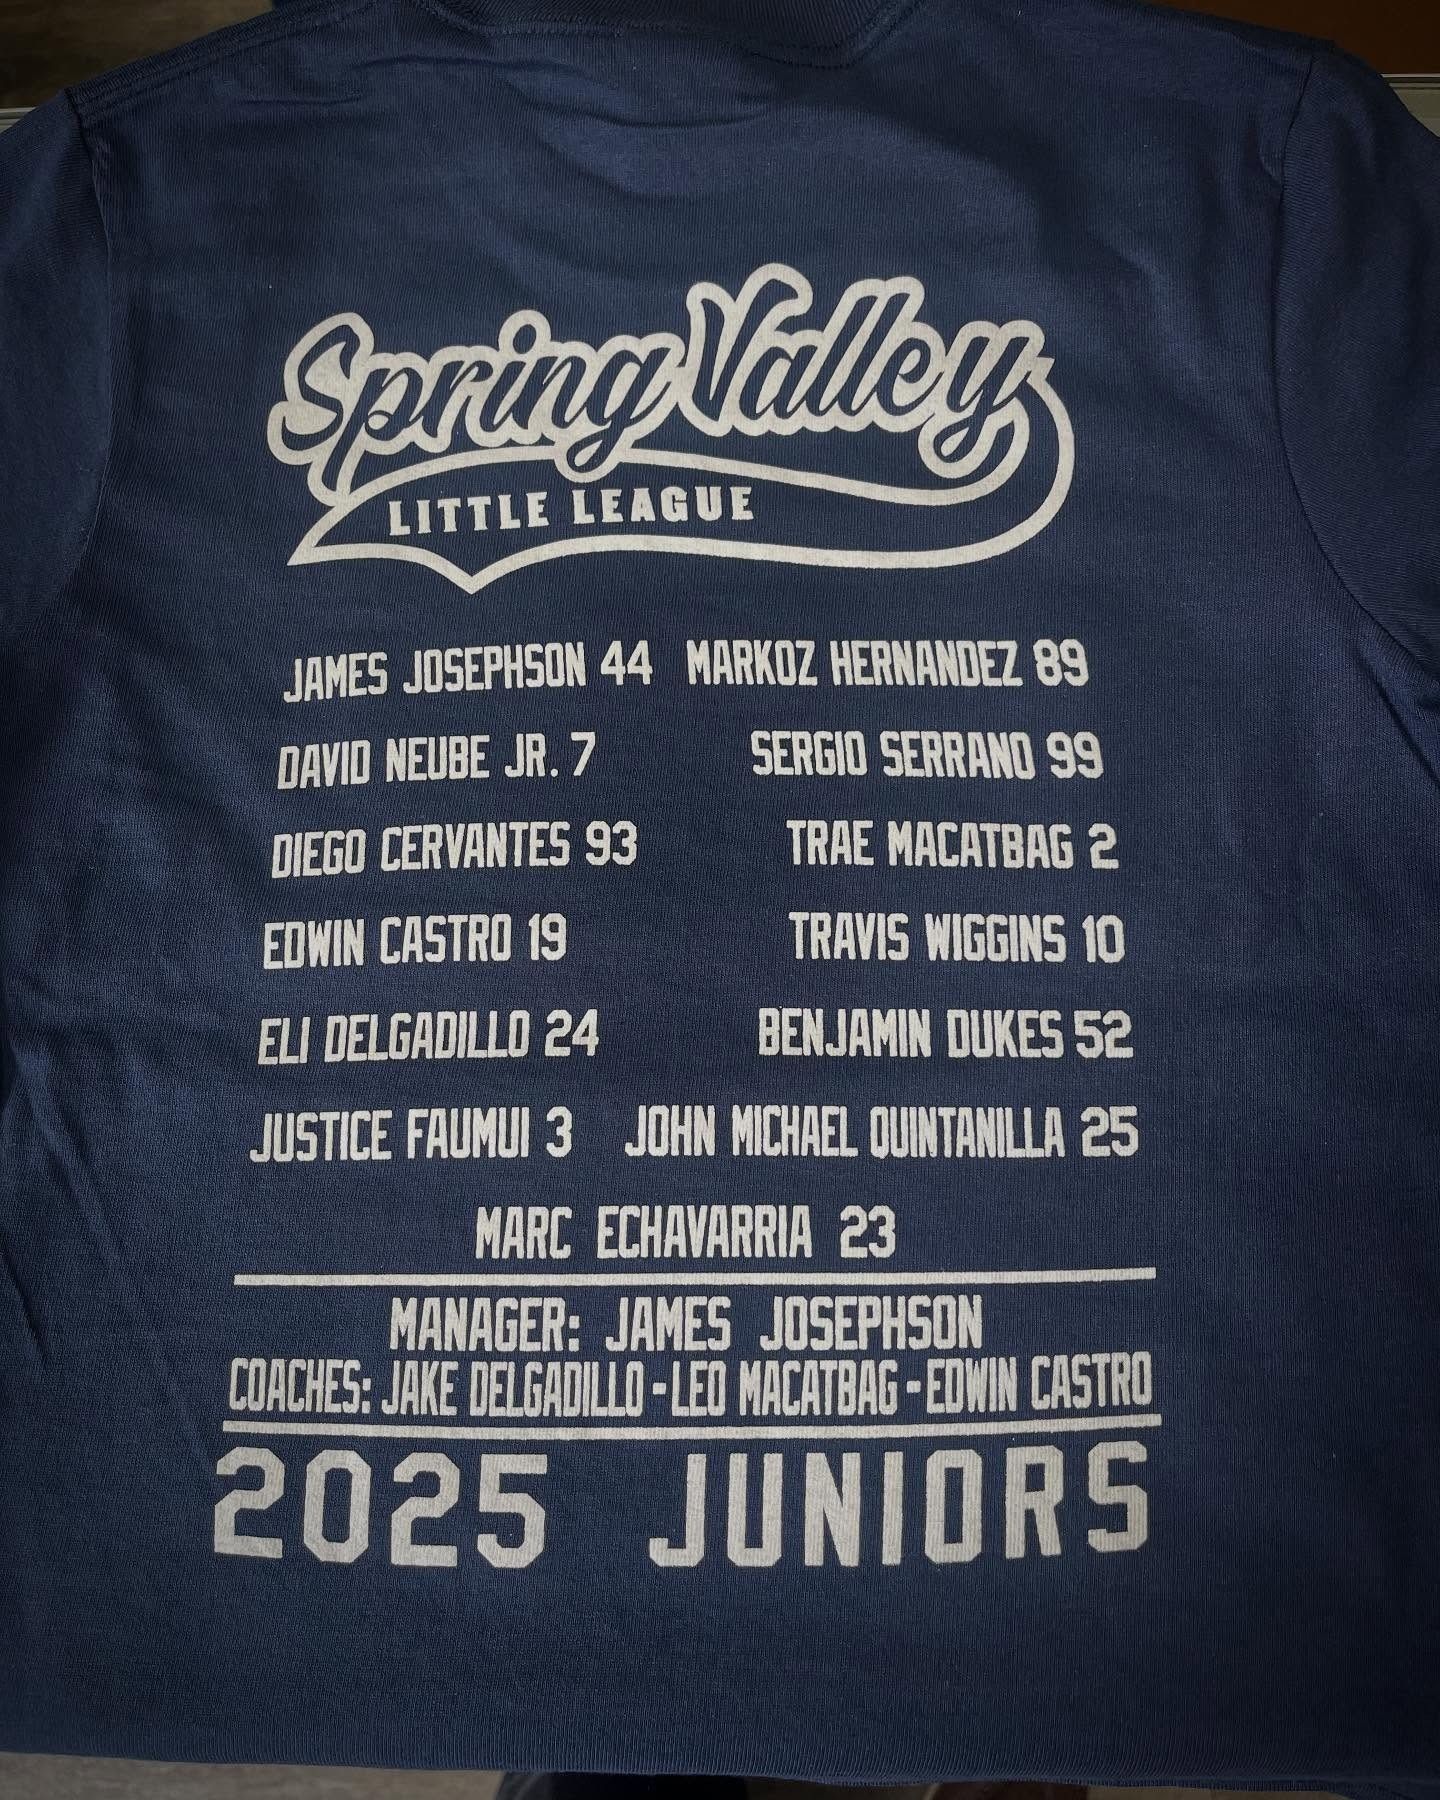 Spring Valley
LITTLE LEAGUE
JAMES JOSEPHSON 44 MARKOZ HERNANDEZ 89
DAVID NEUBE JR. 7 SERGIO SERRANO 99
DIEGO CERVANTES 93 TRAE MACATBAG 2
EDWIN CASTRO 19 TRAVIS WIGGINS 10
ELI DELGADILLO 24 BENJAMIN DUKES 52
JUSTICE FAUMUI 3 JOHN MICHAEL QUINTANILLA 25
MARC ECHAVARRIA 23
MANAGER: JAMES JOSEPHSON
COACHES: JAKE DELGADILLO - LEO MACATBAG - EDWIN CASTRO
2025 JUNIORS